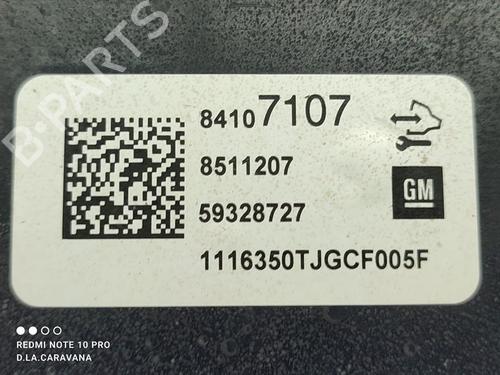 B-PARTS
84107107
8511207
59328727
GM
1116350TJGCF005F
REDMI NOTE 10 PRO
D.LA.CARAVANA